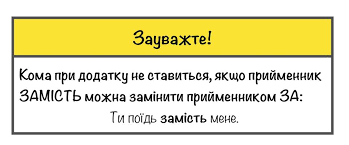 Зауважте!
Кома при додатку не ставиться, якщо прийменник
ЗАМІСТЬ можна замінити прийменником ЗА:
Ти поїдь замість мене.